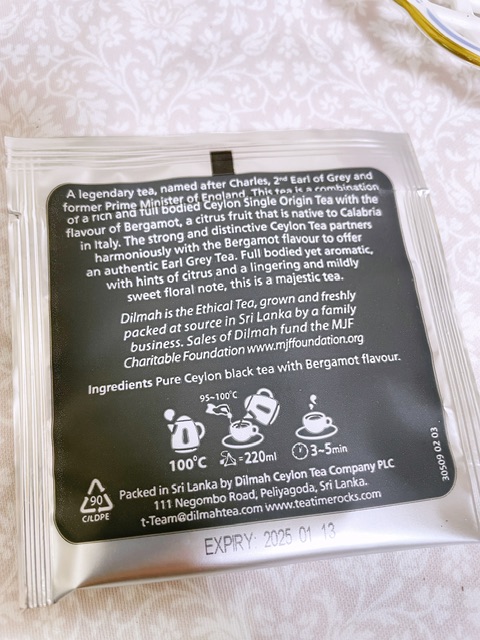 A legendary tea, named after Charles, 2nd Earl of Grey and
former Prime Minister of England. This tea is a combination
of a rich and full bodied Ceylon Single Origin Tea with the
flavour of Bergamot, a citrus fruit that is native to Calabria
in Italy. The strong and distinctive Ceylon Tea partners
harmoniously with the Bergamot flavour to offer
an authentic Earl Grey Tea. Full bodied yet aromatic,
with hints of citrus and a lingering and mildly
sweet floral note, this is a majestic tea.
Dilmah is the Ethical Tea, grown and freshly
packed at source in Sri Lanka by a family
business. Sales of Dilmah fund the MJF
Charitable Foundation www.mjffoundation.org
Ingredients Pure Ceylon black tea with Bergamot flavour.
95~100°C
100°C =220ml 3~5min
90
C/LDPE
Packed in Sri Lanka by Dilmah Ceylon Tea Company PLC
111 Negombo Road, Peliyagoda, Sri Lanka.
t-Team@dilmahtea.com www.teatimerocks.com
30509 02 03
EXPIRY: 2025 01 13